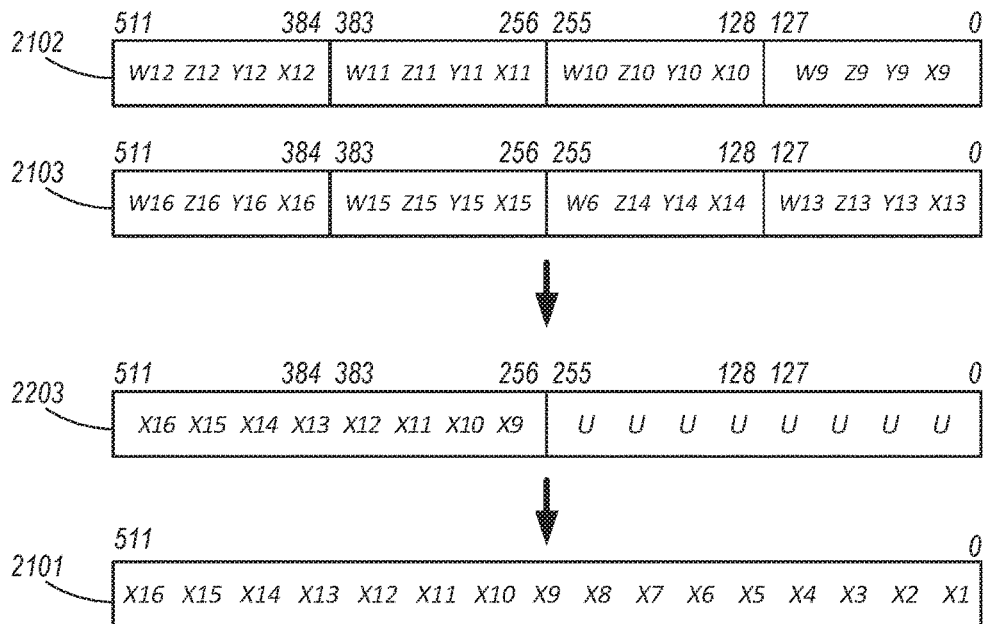 511 384 383 256 255 128 127 0
2102
W12 Z12 Y12 X12 W11 Z11 Y11 X11 W10 Z10 Y10 X10 W9 Z9 Y9 X9
511 384 383 256 255 128 127 0
2103
W16 Z16 Y16 X16 W15 Z15 Y15 X15 W6 Z14 Y14 X14 W13 Z13 Y13 X13
511 384 383 256 255 128 127 0
2203
X16 X15 X14 X13 X12 X11 X10 X9 U U U U U U U U
511 0
2101
X16 X15 X14 X13 X12 X11 X10 X9 X8 X7 X6 X5 X4 X3 X2 X1